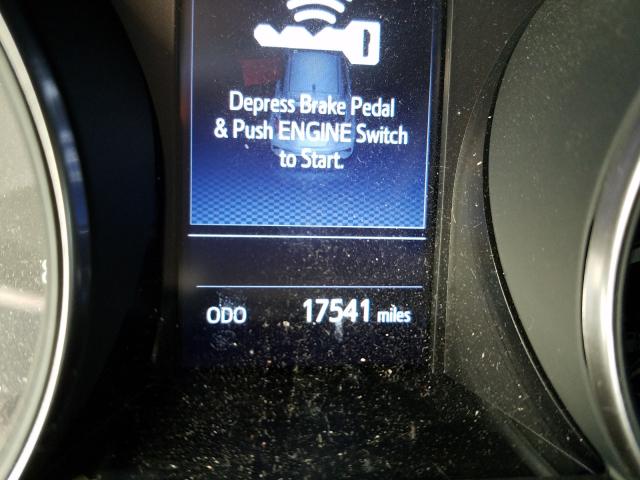 Depress Brake Pedal
& Push ENGINE Switch
to Start.
ODO 17541 miles